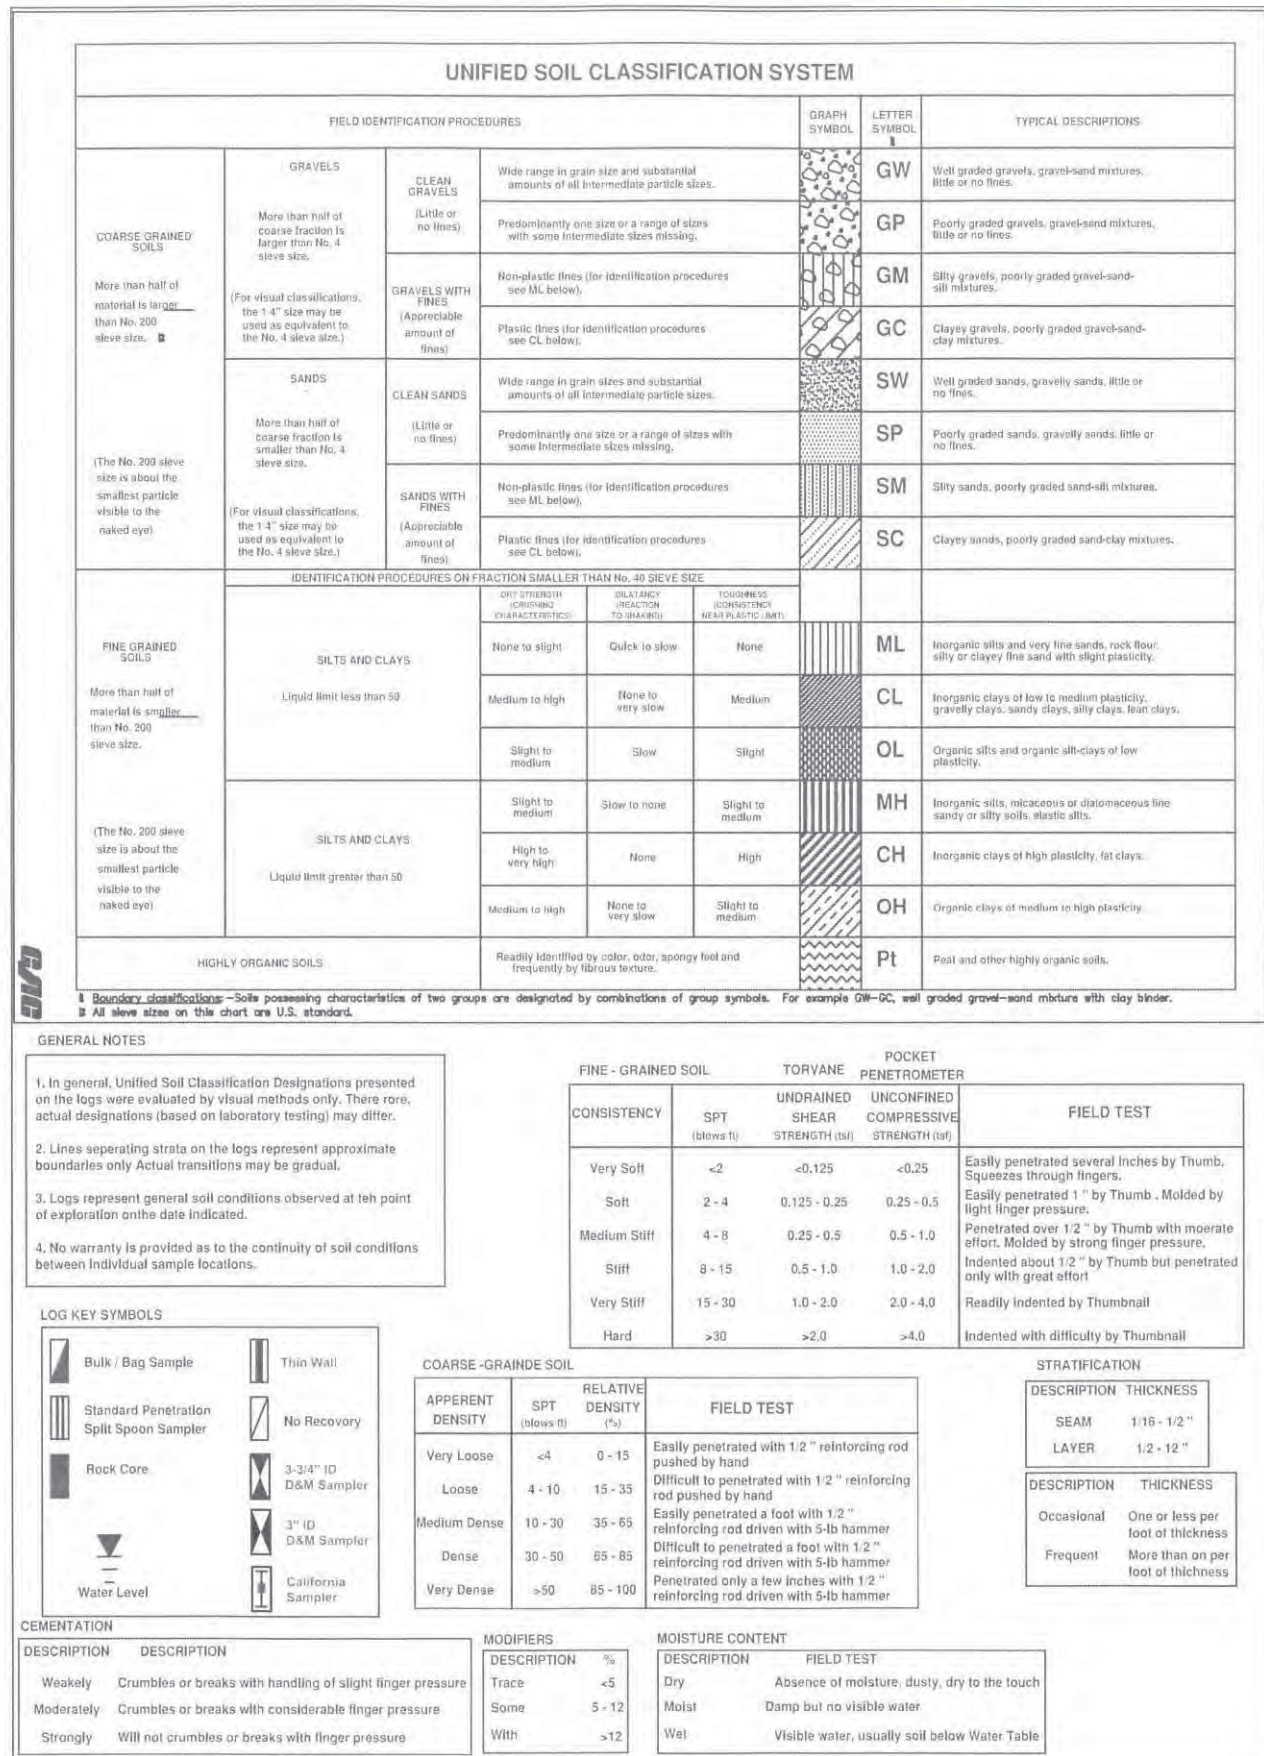 UNIFIED SOIL CLASSIFICATION SYSTEM
FIELD IDENTIFICATION PROCEDURES
GRAPH
SYMBOL
LETTER
SYMBOL
TYPICAL DESCRIPTIONS
COARSE GRAINED
SOILS
More than half of
material is larger
than No. 200
sieve size.
(The No. 200 sieve
size is about the
smallest particle
visible to the
naked eye)
GRAVELS
More than half of
coarse fraction is
larger than No. 4
sieve size.
(For visual classifications,
the 1 4" size may be
used as equivalent to
the No. 4 sieve size.)
CLEAN
GRAVELS
(Little or
no fines)
Wide range in grain size and substantial
amounts of all intermediate particle sizes.
GW
Well graded gravels, gravel-sand mixtures,
little or no fines.
Predominantly one size or a range of sizes
with some intermediate sizes missing.
GP
Poorly graded gravels, gravel-sand mixtures,
little or no fines.
GRAVELS WITH
FINES
(Appreciable
amount of
fines)
Non-plastic fines (for identification procedures
see ML below).
GM
Silty gravels, poorly graded gravel-sand-
silt mixtures.
Plastic fines (for identification procedures
see CL below).
GC
Clayey gravels, poorly graded gravel-sand-
clay mixtures.
SANDS
More than half of
coarse fraction is
smaller than No. 4
sieve size.
(For visual classifications,
the 1 4" size may be
used as equivalent to
the No. 4 sieve size.)
CLEAN SANDS
(Little or
no fines)
Wide range in grain sizes and substantial
amounts of all intermediate particle sizes.
SW
Well graded sands, gravelly sands, little or
no fines.
Predominantly one size or a range of sizes with
some intermediate sizes missing.
SP
Poorly graded sands, gravelly sands, little or
no fines.
SANDS WITH
FINES
(Appreciable
amount of
fines)
Non-plastic fines (for identification procedures
see ML below).
SM
Silty sands, poorly graded sand-silt mixtures.
Plastic fines (for identification procedures
see CL below).
SC
Clayey sands, poorly graded sand-clay mixtures.
IDENTIFICATION PROCEDURES ON FRACTION SMALLER THAN No. 40 SIEVE SIZE
DRY STRENGTH
(CRUSHING
CHARACTERISTICS)
DILATANCY
(REACTION
TO SHAKING)
TOUGHNESS
(CONSISTENCY
NEAR PLASTIC LIMIT)
FINE GRAINED
SOILS
More than half of
material is smaller
than No. 200
sieve size.
(The No. 200 sieve
size is about the
smallest particle
visible to the
naked eye)
SILTS AND CLAYS
Liquid limit less than 50
None to slight
Quick to slow
None
ML
Inorganic silts and very fine sands, rock flour,
silty or clayey fine sand with slight plasticity.
Medium to high
None to
very slow
Medium
CL
Inorganic clays of low to medium plasticity,
gravelly clays, sandy clays, silty clays, lean clays.
Slight to
medium
Slow
Slight
OL
Organic silts and organic silt-clays of low
plasticity.
SILTS AND CLAYS
Liquid limit greater than 50
Slight to
medium
Slow to none
Slight to
medium
MH
Inorganic silts, micaceous or diatomaceous fine
sandy or silty soils, elastic silts.
High to
very high
None
High
CH
Inorganic clays of high plasticity, fat clays.
Medium to high
None to
very slow
Slight to
medium
OH
Organic clays of medium to high plasticity
HIGHLY ORGANIC SOILS
Readily identified by color, odor, spongy feel and
frequently by fibrous texture.
Pt
Peat and other highly organic soils.
Boundary classifications: -Soils possessing characteristics of two groups are designated by combinations of group symbols. For example GW-GC, well graded gravel-sand mixture with clay binder.
All sieve sizes on this chart are U.S. standard.
GENERAL NOTES
1. In general, Unified Soil Classification Designations presented
on the logs were evaluated by visual methods only. There rore,
actual designations (based on laboratory testing) may differ.
2. Lines seperating strata on the logs represent approximate
boundaries only Actual transitions may be gradual.
3. Logs represent general soil conditions observed at teh point
of exploration onthe date indicated.
4. No warranty is provided as to the continuity of soil conditions
between individual sample locations.
FINE - GRAINED SOIL
TORVANE
POCKET
PENETROMETER
CONSISTENCY
SPT
(blows ft)
UNDRAINED
SHEAR
STRENGTH (tsf)
UNCONFINED
COMPRESSIVE
STRENGTH (tsf)
FIELD TEST
Very Soft <2 <0.125 <0.25
Easily penetrated several inches by Thumb.
Squeezes through fingers.
Soft 2 - 4 0.125 - 0.25 0.25 - 0.5
Easily penetrated 1 " by Thumb . Molded by
light finger pressure.
Medium Stiff 4 - 8 0.25 - 0.5 0.5 - 1.0
Penetrated over 1/2 " by Thumb with moerate
effort. Molded by strong finger pressure.
Stiff 8 - 15 0.5 - 1.0 1.0 - 2.0
Indented about 1/2 " by Thumb but penetrated
only with great effort
Very Stiff 15 - 30 1.0 - 2.0 2.0 - 4.0 Readily indented by Thumbnail
Hard >30 >2.0 >4.0 Indented with difficulty by Thumbnail
LOG KEY SYMBOLS
Bulk / Bag Sample
Thin Wall
Standard Penetration
Split Spoon Sampler
No Recovery
Rock Core
3-3/4" ID
D&M Sampler
3" ID
D&M Sampler
Water Level
California
Sampler
COARSE -GRAINDE SOIL
APPERENT
DENSITY
SPT
(blows ft)
RELATIVE
DENSITY
(%)
FIELD TEST
Very Loose <4 0 - 15
Easily penetrated with 1/2 " reinforcing rod
pushed by hand
Loose 4 - 10 15 - 35
Difficult to penetrated with 1/2 " reinforcing
rod pushed by hand
Medium Dense 10 - 30 35 - 65
Easily penetrated a foot with 1/2 "
reinforcing rod driven with 5-lb hammer
Dense 30 - 50 65 - 85
Difficult to penetrated a foot with 1/2 "
reinforcing rod driven with 5-lb hammer
Very Dense >50 85 - 100
Penetrated only a few inches with 1/2 "
reinforcing rod driven with 5-lb hammer
STRATIFICATION
DESCRIPTION THICKNESS
SEAM 1/16 - 1/2 "
LAYER 1/2 - 12 "
DESCRIPTION THICKNESS
Occasional One or less per
foot of thickness
Frequent More than on per
foot of thickness
CEMENTATION
DESCRIPTION DESCRIPTION
Weakely Crumbles or breaks with handling of slight finger pressure
Moderately Crumbles or breaks with considerable finger pressure
Strongly Will not crumbles or breaks with finger pressure
MODIFIERS
DESCRIPTION %
Trace <5
Some 5 - 12
With >12
MOISTURE CONTENT
DESCRIPTION FIELD TEST
Dry Absence of moisture, dusty, dry to the touch
Moist Damp but no visible water
Wet Visible water, usually soil below Water Table